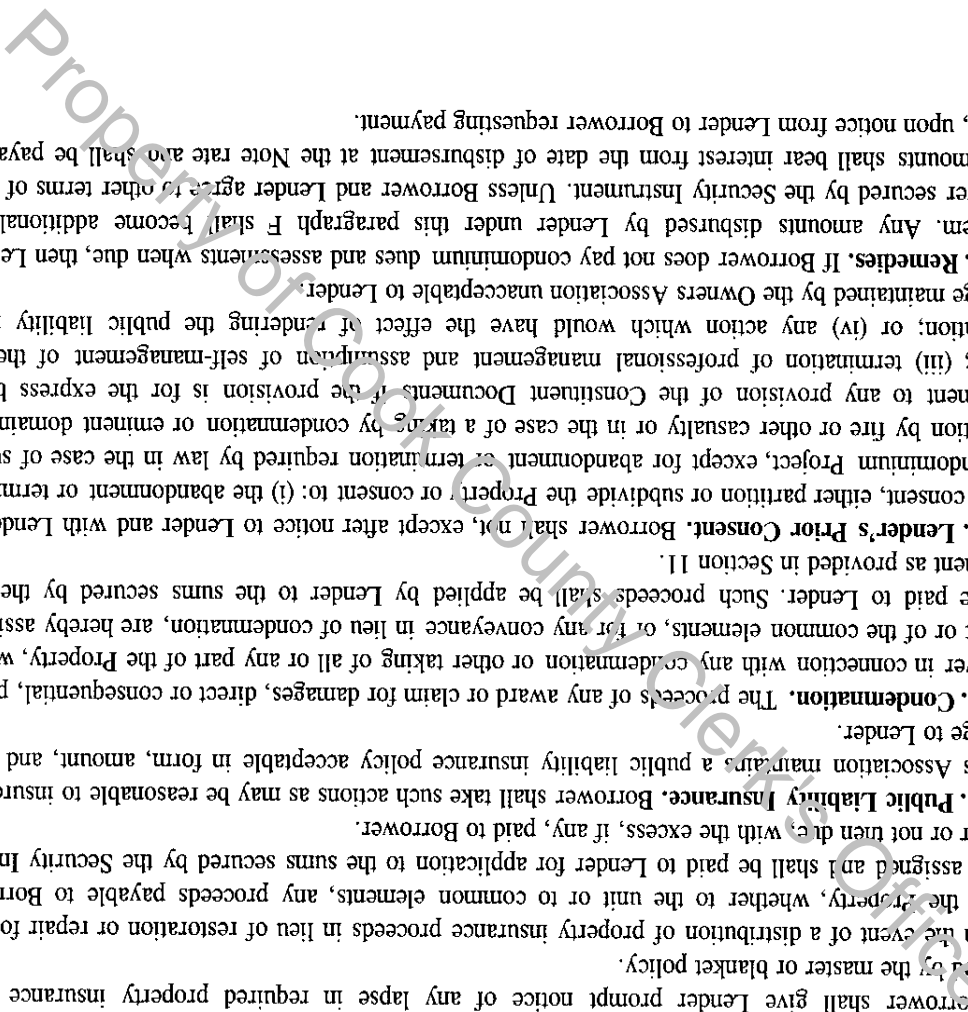 orrower shall give Lender prompt notice of any lapse in required property insurance
d by the master or blanket policy.
n the event of a distribution of property insurance proceeds in lieu of restoration or repair fo
the Property, whether to the unit or to common elements, any proceeds payable to Borr
assigned and shall be paid to Lender for application to the sums secured by the Security In
r or not then due, with the excess, if any, paid to Borrower.
. Public Liability Insurance. Borrower shall take such actions as may be reasonable to insure
s Association maintains a public liability insurance policy acceptable in form, amount, and
ge to Lender.
. Condemnation. The proceeds of any award or claim for damages, direct or consequential, p
ver in connection with any condemnation or other taking of all or any part of the Property, w
t or of the common elements, or for any conveyance in lieu of condemnation, are hereby assi
e paid to Lender. Such proceeds shall be applied by Lender to the sums secured by the
ment as provided in Section 11.
. Lender's Prior Consent. Borrower shall not, except after notice to Lender and with Lende
consent, either partition or subdivide the Property or consent to: (i) the abandonment or term
ndominium Project, except for abandonment or termination required by law in the case of su
ction by fire or other casualty or in the case of a taking by condemnation or eminent domain
ment to any provision of the Constituent Documents if the provision is for the express b
; (iii) termination of professional management and assumption of self-management of the
ation; or (iv) any action which would have the effect of rendering the public liability
ge maintained by the Owners Association unacceptable to Lender.
. Remedies. If Borrower does not pay condominium dues and assessments when due, then Le
em. Any amounts disbursed by Lender under this paragraph F shall become additional
er secured by the Security Instrument. Unless Borrower and Lender agree to other terms of
mounts shall bear interest from the date of disbursement at the Note rate and shall be paya
, upon notice from Lender to Borrower requesting payment.
Property of Cook County Clerk's Office